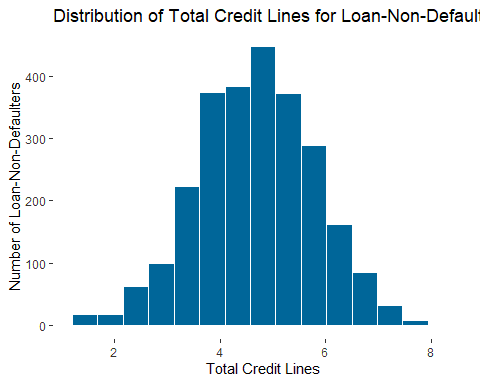 Distribution of Total Credit Lines for Loan-Non-Default
400
300
200
100
0
Number of Loan-Non-Defaulters
2 4 6 8
Total Credit Lines